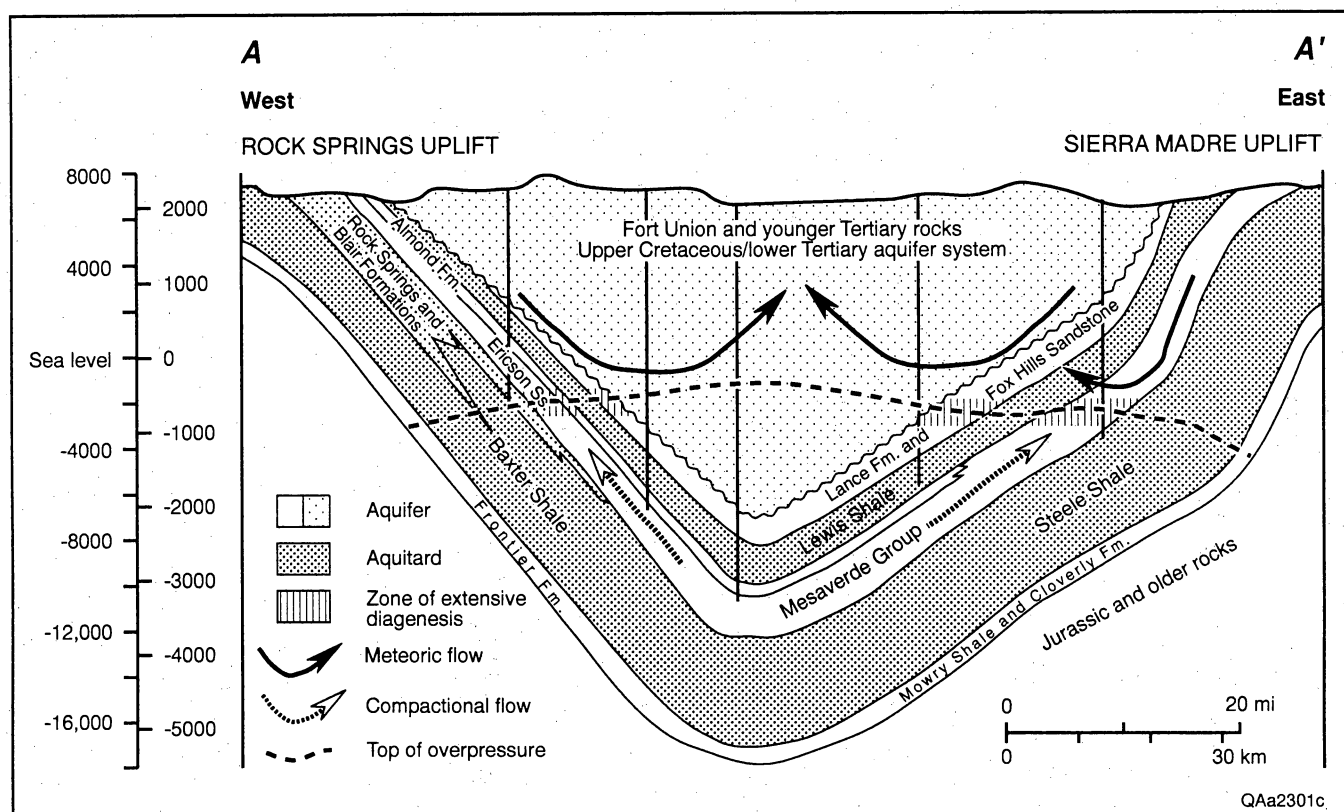 A
A'
West
East
ROCK SPRINGS UPLIFT
SIERRA MADRE UPLIFT
8000
4000
Sea level
-4000
-8000
-12,000
-16,000
2000
1000
0
-1000
-2000
-3000
-4000
-5000
Fort Union and younger Tertiary rocks
Upper Cretaceous/lower Tertiary aquifer system
Almond Fm.
Rock Springs and
Blair Formations
Ericson Ss.
Baxter Shale
Frontier Fm.
Fox Hills Sandstone
Lance Fm. and
Lewis Shale
Mesaverde Group
Steele Shale
Mowry Shale and Cloverly Fm.
Jurassic and older rocks
Aquifer
Aquitard
Zone of extensive
diagenesis
Meteoric flow
Compactional flow
Top of overpressure
0
20 mi
0
30 km
QAa2301c